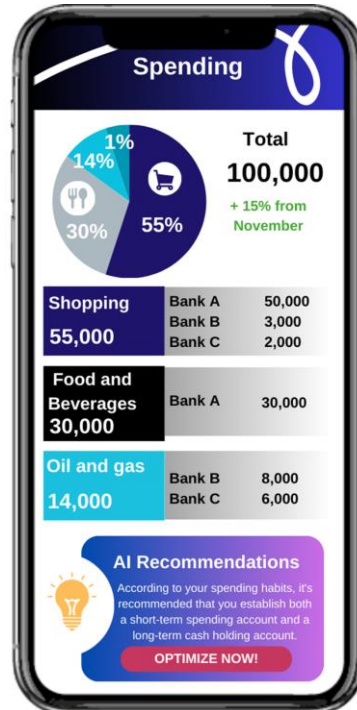 Spending
1%
14%
30%
55%
Total
100,000
+ 15% from
November
Shopping
55,000
Bank A 50,000
Bank B 3,000
Bank C 2,000
Food and
Beverages
30,000
Bank A 30,000
Oil and gas
14,000
Bank B 8,000
Bank C 6,000
AI Recommendations
According to your spending habits, it's
recommended that you establish both
a short-term spending account and a
long-term cash holding account.
OPTIMIZE NOW!